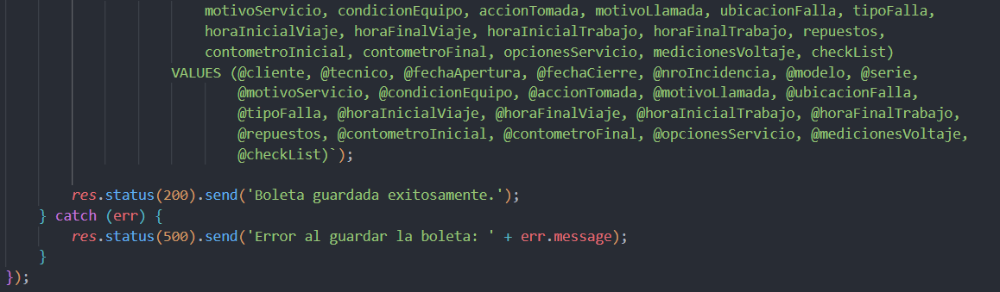 motivoServicio, condicionEquipo, accionTomada, motivoLlamada, ubicacionFalla, tipoFalla,
horaInicialViaje, horaFinalViaje, horaInicialTrabajo, horaFinalTrabajo, repuestos,
contometroInicial, contometroFinal, opcionesServicio, medicionesVoltaje, checkList)
VALUES (@cliente, @tecnico, @fechaApertura, @fechaCierre, @nroIncidencia, @modelo, @serie,
@motivoServicio, @condicionEquipo, @accionTomada, @motivoLlamada, @ubicacionFalla,
@tipoFalla, @horaInicialViaje, @horaFinalViaje, @horaInicialTrabajo, @horaFinalTrabajo,
@repuestos, @contometroInicial, @contometroFinal, @opcionesServicio, @medicionesVoltaje,
@checkList)`);
res.status(200).send('Boleta guardada exitosamente.');
} catch (err) {
res.status(500).send('Error al guardar la boleta: ' + err.message);
}
});